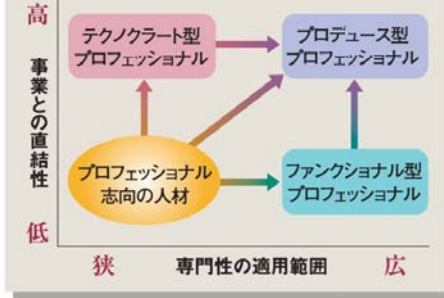 高
事業との直結性
低
テクノクラート型
プロフェッショナル
プロデュース型
プロフェッショナル
プロフェッショナル
志向の人材
ファンクショナル型
プロフェッショナル
狭
専門性の適用範囲
広